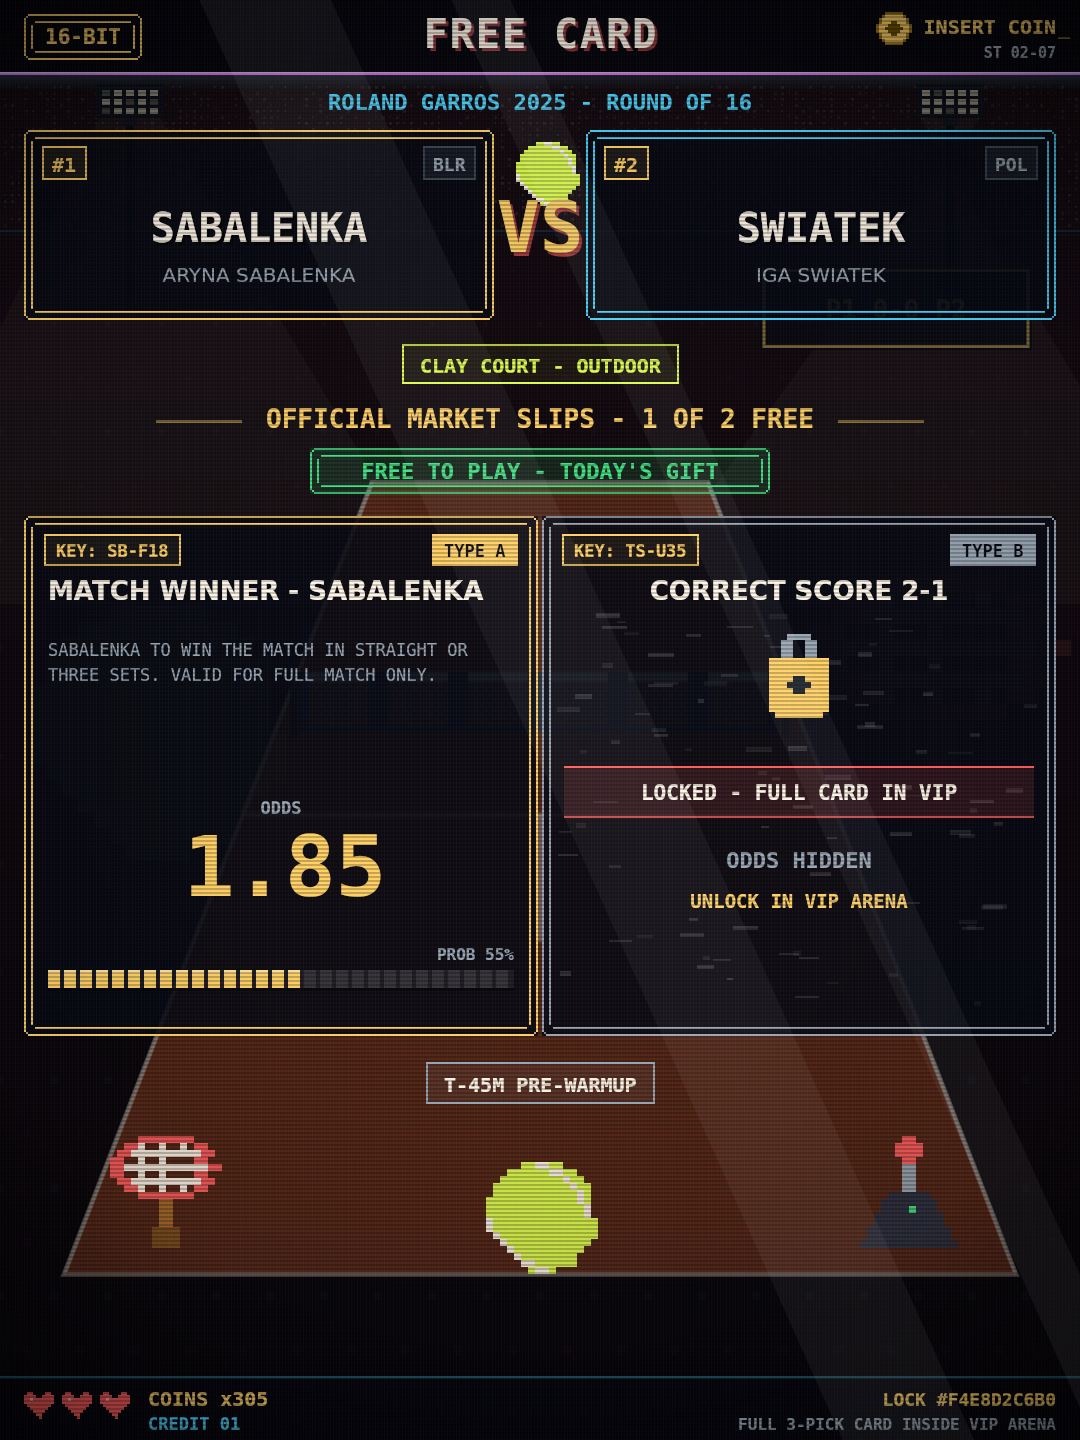 16-BIT
FREE CARD
INSERT COIN_
ST 02-07
ROLAND GARROS 2025 - ROUND OF 16
#1
BLR
SABALENKA
ARYNA SABALENKA
VS
#2
POL
SWIATEK
IGA SWIATEK
P1 0-0 P2
CLAY COURT - OUTDOOR
OFFICIAL MARKET SLIPS - 1 OF 2 FREE
FREE TO PLAY - TODAY'S GIFT
KEY: SB-F18
TYPE A
MATCH WINNER - SABALENKA
SABALENKA TO WIN THE MATCH IN STRAIGHT OR
THREE SETS. VALID FOR FULL MATCH ONLY.
ODDS
1.85
PROB 55%
KEY: TS-U35
TYPE B
CORRECT SCORE 2-1
LOCKED - FULL CARD IN VIP
ODDS HIDDEN
UNLOCK IN VIP ARENA
T-45M PRE-WARMUP
COINS x305
CREDIT 01
LOCK #F4E8D2C6B0
FULL 3-PICK CARD INSIDE VIP ARENA